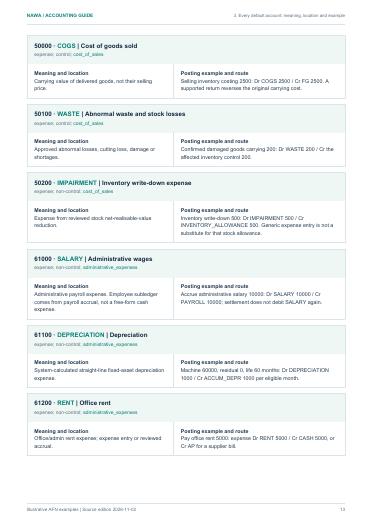 NAWA / ACCOUNTING GUIDE
3. Every default account: meaning, location and example
50000 · COGS | Cost of goods sold
expense; control; cost_of_sales
Meaning and location
Carrying value of delivered goods, not their selling
price.
Posting example and route
Selling inventory costing 2500: Dr COGS 2500 / Cr FG 2500. A
supported return reverses the original carrying cost.
50100 · WASTE | Abnormal waste and stock losses
expense; control; cost_of_sales
Meaning and location
Approved abnormal losses, cutting loss, damage or
shortages.
Posting example and route
Confirmed damaged goods carrying 200: Dr WASTE 200 / Cr the
affected inventory control 200.
50200 · IMPAIRMENT | Inventory write-down expense
expense; non-control; cost_of_sales
Meaning and location
Expense from reviewed stock net-realisable-value
reduction.
Posting example and route
Inventory write-down 500: Dr IMPAIRMENT 500 / Cr
INVENTORY_ALLOWANCE 500. Generic expense entry is not a
substitute for that stock allowance.
61000 · SALARY | Administrative wages
expense; non-control; administrative_expenses
Meaning and location
Administrative payroll expense. Employee subledger
comes from payroll accrual, not a free-form cash
expense.
Posting example and route
Accrue administrative salary 10000: Dr SALARY 10000 / Cr
PAYROLL 10000; settlement does not debit SALARY again.
61100 · DEPRECIATION | Depreciation
expense; non-control; administrative_expenses
Meaning and location
System-calculated straight-line fixed-asset depreciation
expense.
Posting example and route
Machine 60000, residual 0, life 60 months: Dr DEPRECIATION
1000 / Cr ACCUM_DEPR 1000 per eligible month.
61200 · RENT | Office rent
expense; non-control; administrative_expenses
Meaning and location
Office/admin rent expense; expense entry or reviewed
accrual.
Posting example and route
Pay office rent 5000: expense Dr RENT 5000 / Cr CASH 5000, or
Cr AP for a supplier bill.
Illustrative AFN examples | Source edition 2026-11-03
13